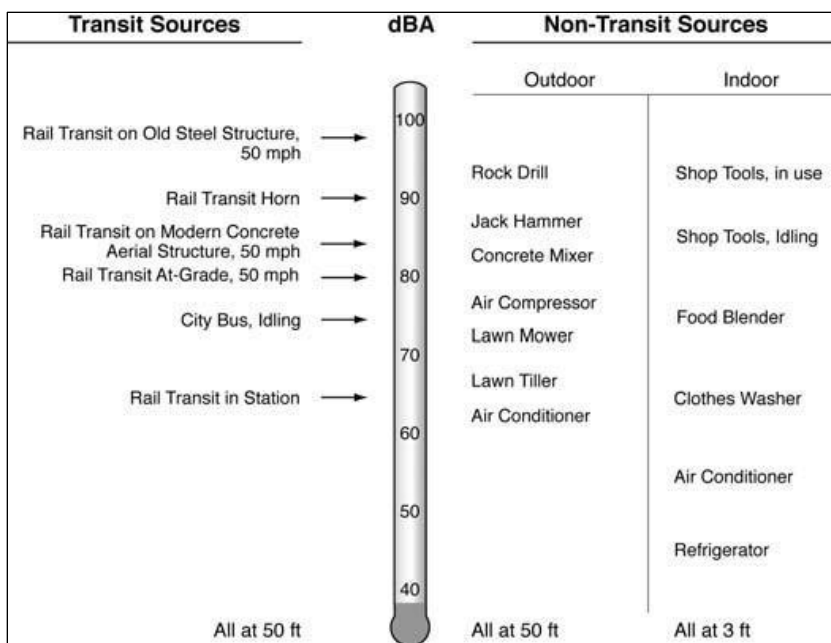 Transit Sources
dBA
Non-Transit Sources
Outdoor
Indoor
100
Rail Transit on Old Steel Structure,
50 mph
Rock Drill
Shop Tools, in use
Rail Transit Horn
90
Jack Hammer
Rail Transit on Modern Concrete
Aerial Structure, 50 mph
Shop Tools, Idling
Concrete Mixer
Rail Transit At-Grade, 50 mph
80
Air Compressor
City Bus, Idling
Food Blender
Lawn Mower
70
Lawn Tiller
Rail Transit in Station
Clothes Washer
Air Conditioner
60
Air Conditioner
50
Refrigerator
40
All at 50 ft
All at 50 ft
All at 3 ft